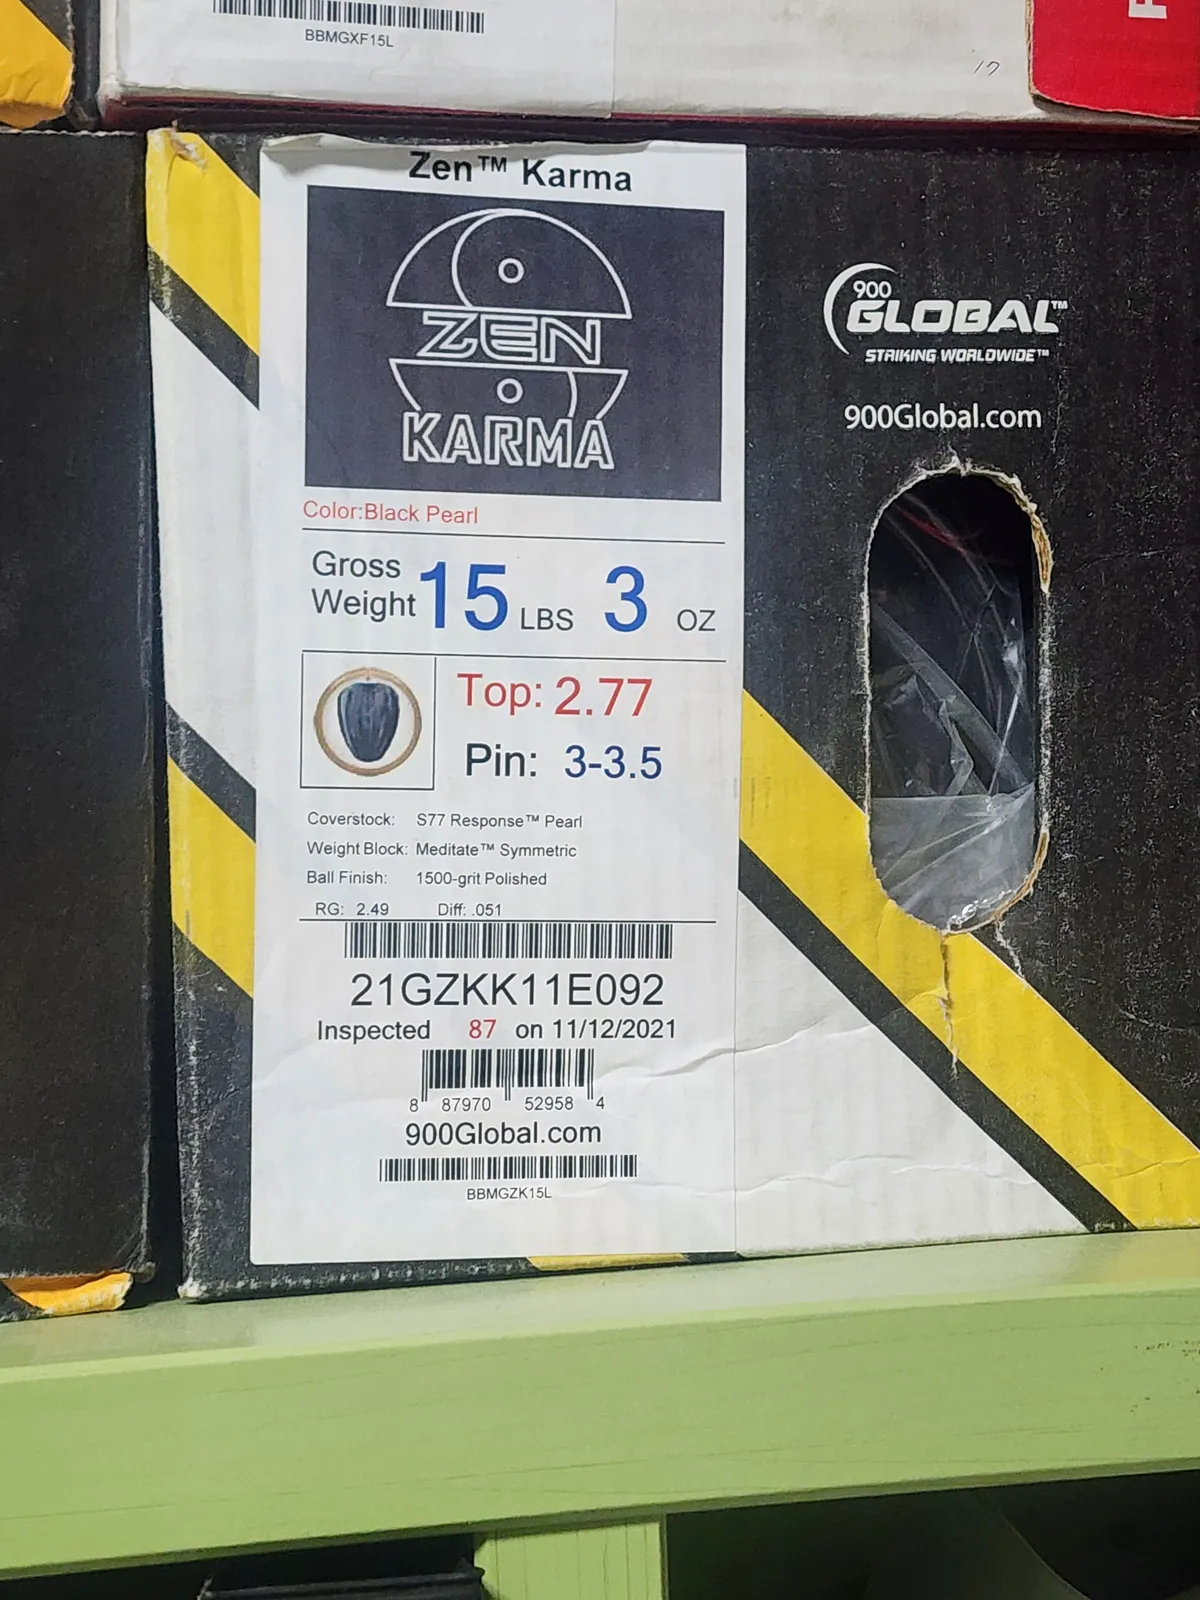 BBMGXF15L
17
Zen™ Karma
ZEN
KARMA
Color:Black Pearl
Gross Weight 15 LBS 3 OZ
Top: 2.77
Pin: 3-3.5
Coverstock: S77 Response™ Pearl
Weight Block: Meditate™ Symmetric
Ball Finish: 1500-grit Polished
RG: 2.49 Diff: .051
21GZKK11E092
Inspected 87 on 11/12/2021
8 87970 52958 4
900Global.com
BBMGZK15L
900
GLOBAL™
STRIKING WORLDWIDE™
900Global.com